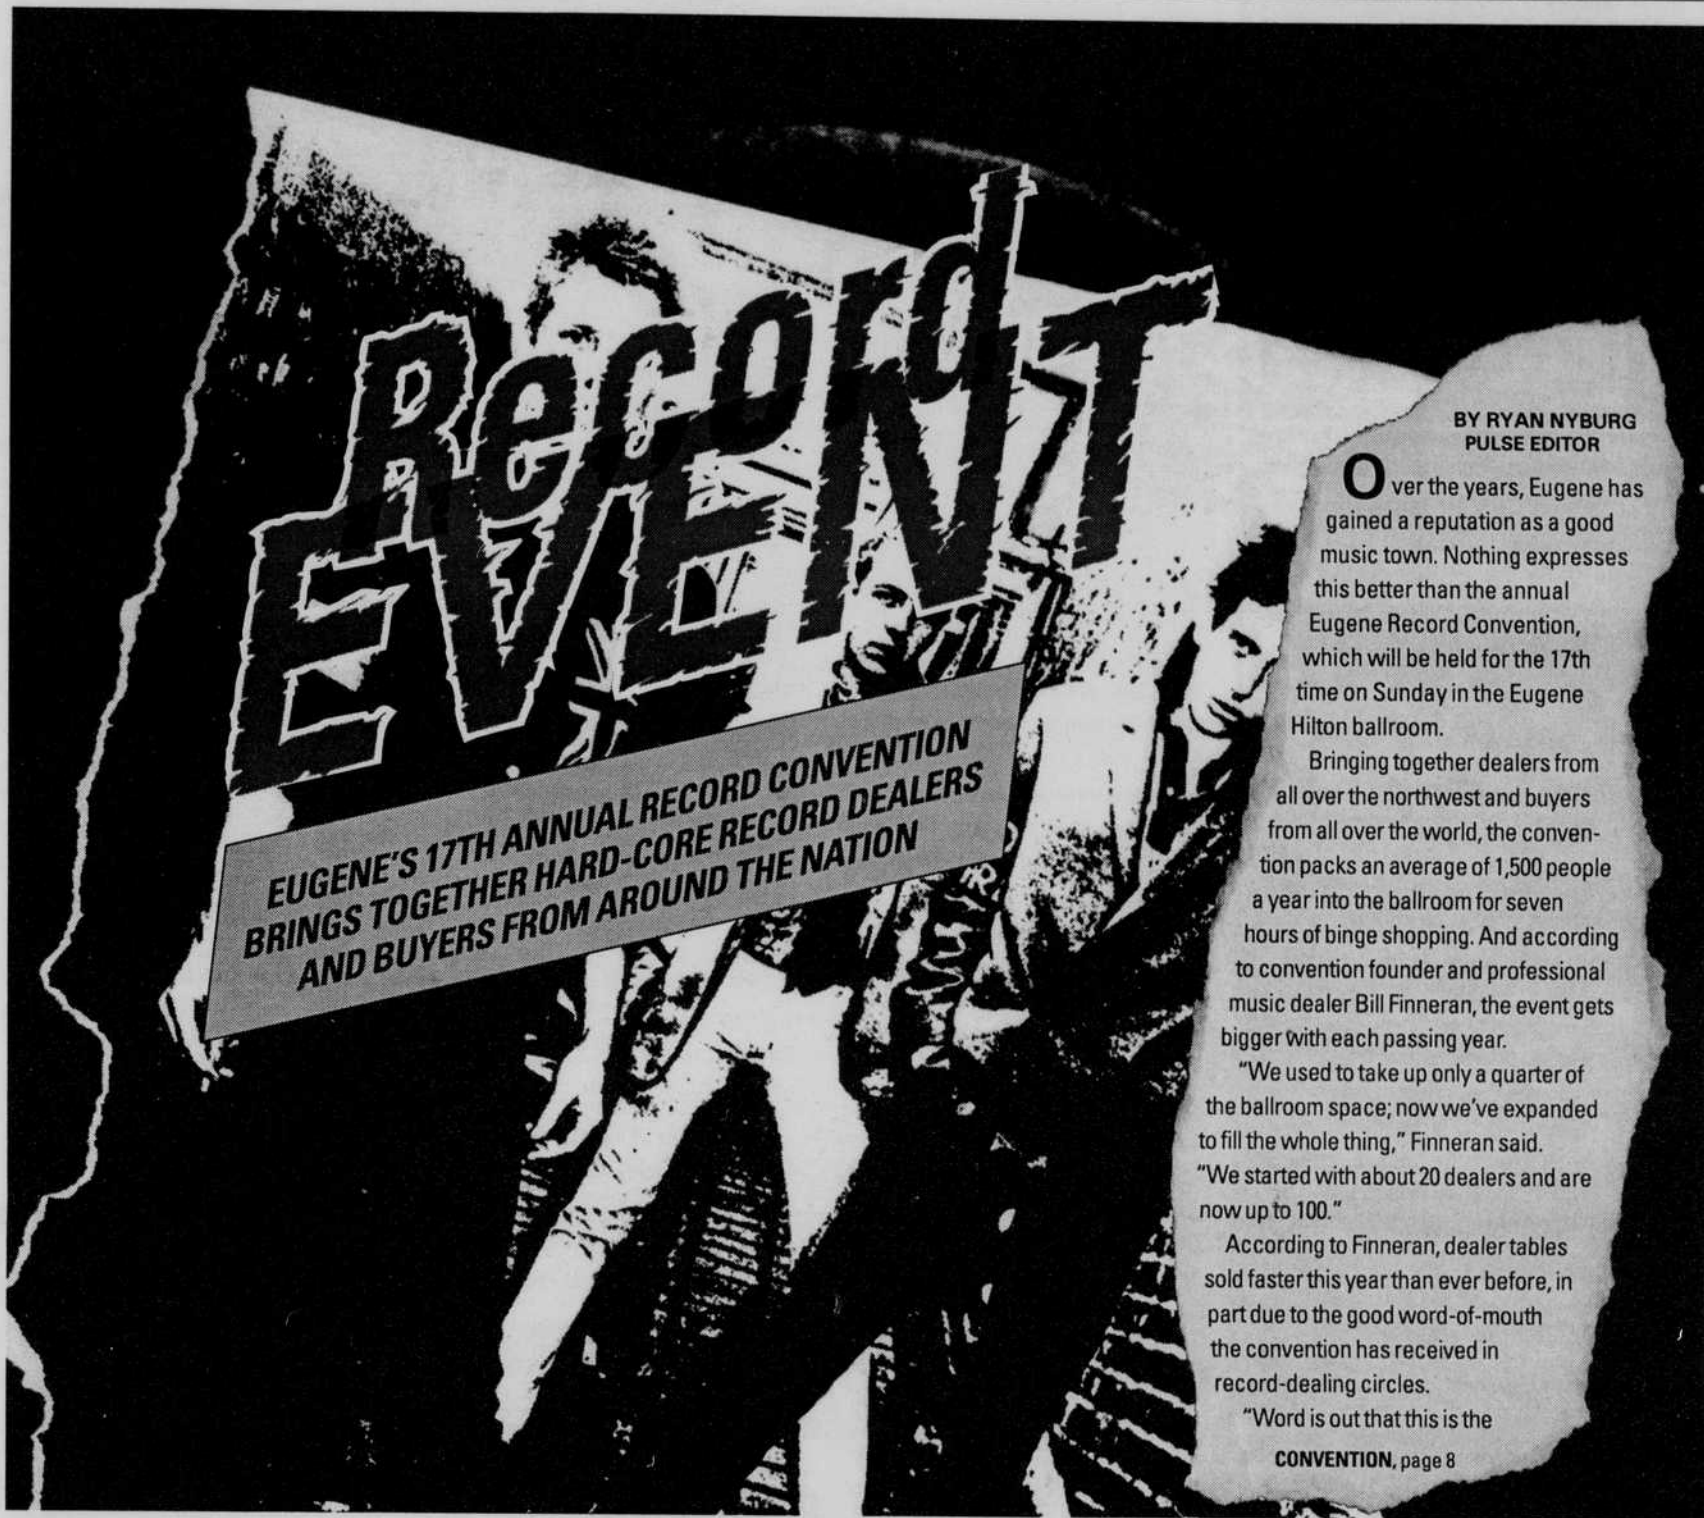 Record
EVENT
EUGENE'S 17TH ANNUAL RECORD CONVENTION
BRINGS TOGETHER HARD-CORE RECORD DEALERS
AND BUYERS FROM AROUND THE NATION
BY RYAN NYBURG
PULSE EDITOR
Over the years, Eugene has
gained a reputation as a good
music town. Nothing expresses
this better than the annual
Eugene Record Convention,
which will be held for the 17th
time on Sunday in the Eugene
Hilton ballroom.
Bringing together dealers from
all over the northwest and buyers
from all over the world, the conven-
tion packs an average of 1,500 people
a year into the ballroom for seven
hours of binge shopping. And according
to convention founder and professional
music dealer Bill Finneran, the event gets
bigger with each passing year.
"We used to take up only a quarter of
the ballroom space; now we've expanded
to fill the whole thing," Finneran said.
"We started with about 20 dealers and are
now up to 100."
According to Finneran, dealer tables
sold faster this year than ever before, in
part due to the good word-of-mouth
the convention has received in
record-dealing circles.
"Word is out that this is the
CONVENTION, page 8